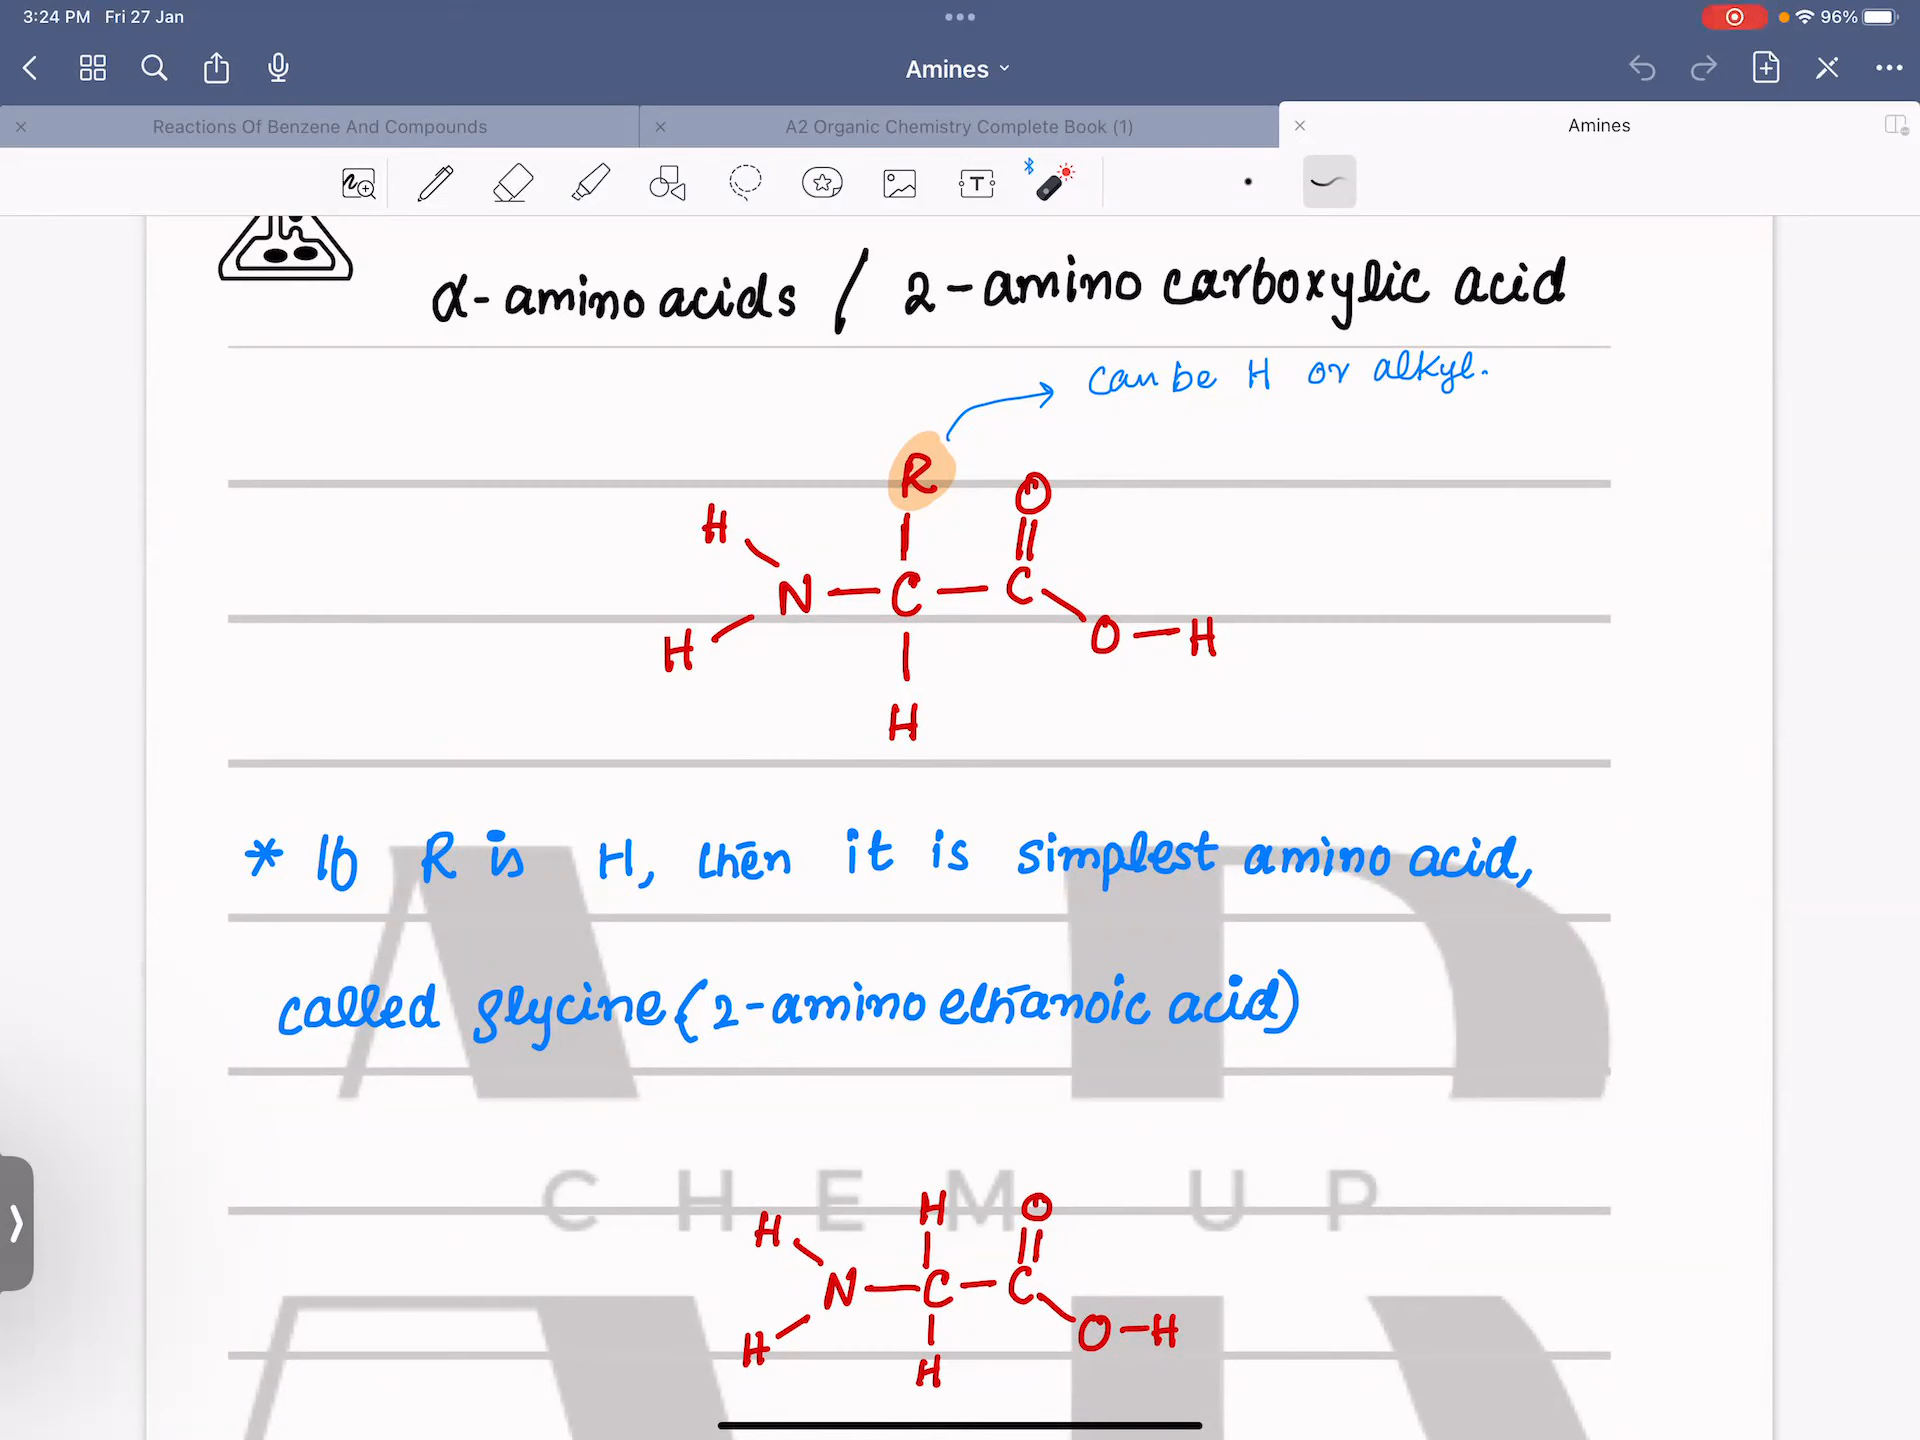 3:24 PM Fri 27 Jan
96%
Amines
Reactions Of Benzene And Compounds
A2 Organic Chemistry Complete Book (1)
Amines
T
α-amino acids / 2-amino carboxylic acid
can be H or alkyl.
R
H O
N — C — C
H O — H
H
* If R is H, then it is simplest amino acid,
called glycine (2-amino ethanoic acid)
CHEM UP
H H O
N — C — C
H O — H
H